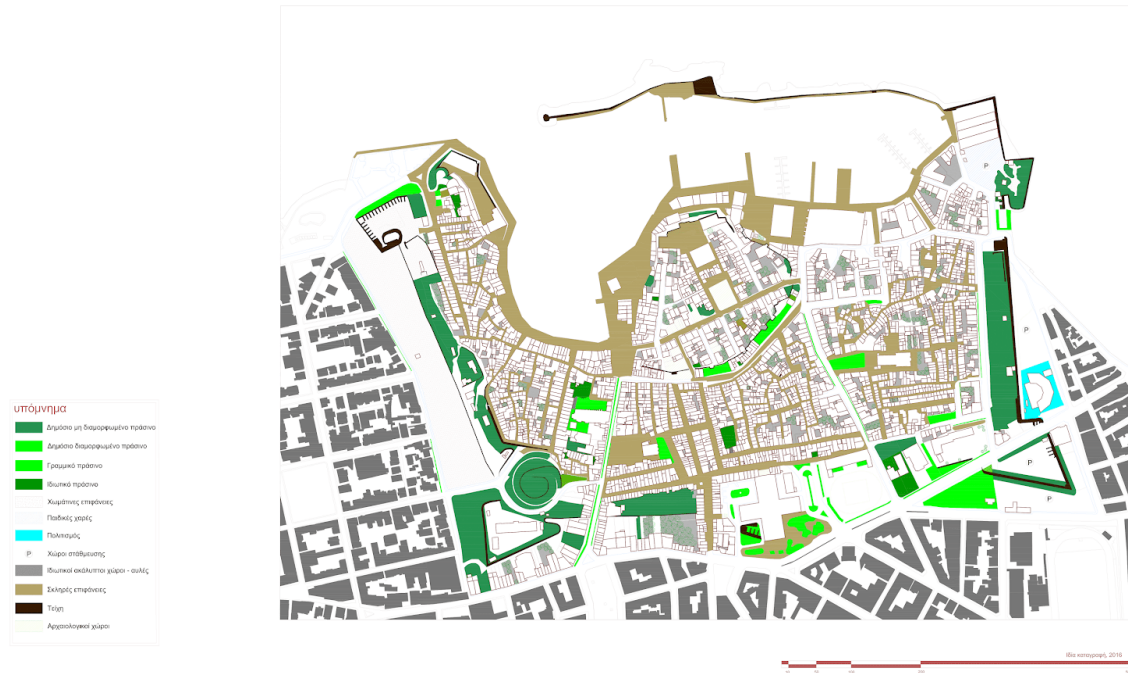 υπόμνημα
Δημόσιο μη διαμορφωμένο πράσινο
Δημόσιο διαμορφωμένο πράσινο
Γραμμικό πράσινο
Ιδιωτικό πράσινο
Χωμάτινες επιφάνειες
Παιδικές χαρές
Πολιτισμός
P Χώροι στάθμευσης
Ιδιωτικοί ακάλυπτοι χώροι - αυλές
Σκληρές επιφάνειες
Τείχη
Αρχαιολογικοί χώροι
P
P
P
P
Ιδία καταγραφή, 2016